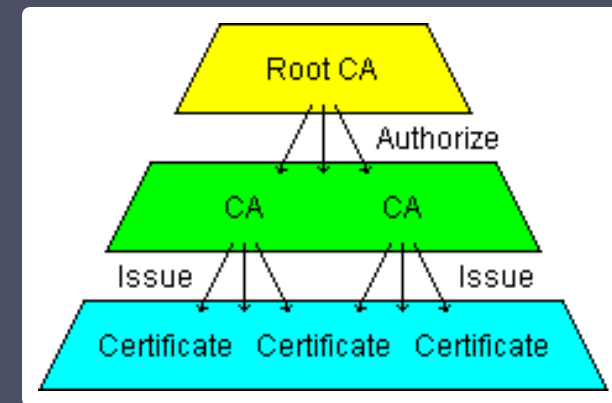 Root CA
Authorize
CA CA
Issue Issue
Certificate Certificate Certificate